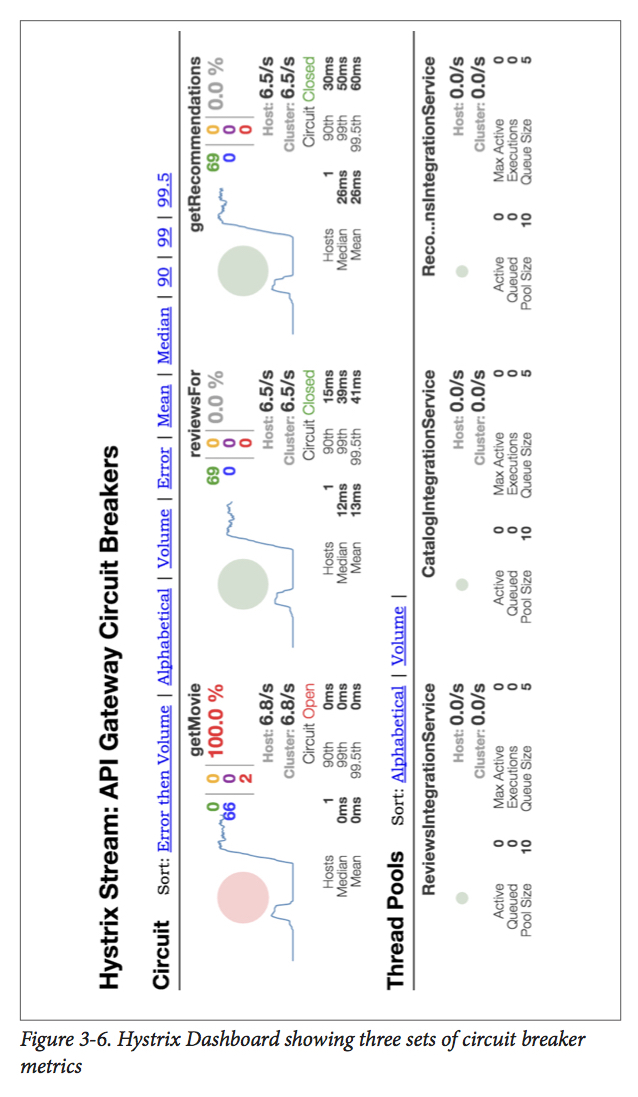 Hystrix Stream: API Gateway Circuit Breakers
Circuit Sort: Error then Volume | Alphabetical | Volume | Error | Mean | Median | 90 | 99 | 99.5
getMovie
0 0 100.0 %
66 0
2
Host: 6.8/s
Cluster: 6.8/s
Circuit Open
Hosts 1 90th 0ms
Median 0ms 99th 0ms
Mean 0ms 99.5th 0ms
reviewsFor
69 0 0.0 %
0 0
0
Host: 6.5/s
Cluster: 6.5/s
Circuit Closed
Hosts 1 90th 15ms
Median 12ms 99th 39ms
Mean 13ms 99.5th 41ms
getRecommendations
69 0 0.0 %
0 0
0
Host: 6.5/s
Cluster: 6.5/s
Circuit Closed
Hosts 1 90th 30ms
Median 26ms 99th 50ms
Mean 26ms 99.5th 60ms
Thread Pools Sort: Alphabetical | Volume |
ReviewsIntegrationService
Host: 0.0/s
Cluster: 0.0/s
Active 0 Max Active 0
Queued 0 Executions 0
Pool Size 10 Queue Size 5
CatalogIntegrationService
Host: 0.0/s
Cluster: 0.0/s
Active 0 Max Active 0
Queued 0 Executions 0
Pool Size 10 Queue Size 5
Reco...nsIntegrationService
Host: 0.0/s
Cluster: 0.0/s
Active 0 Max Active 0
Queued 0 Executions 0
Pool Size 10 Queue Size 5
Figure 3-6. Hystrix Dashboard showing three sets of circuit breaker
metrics